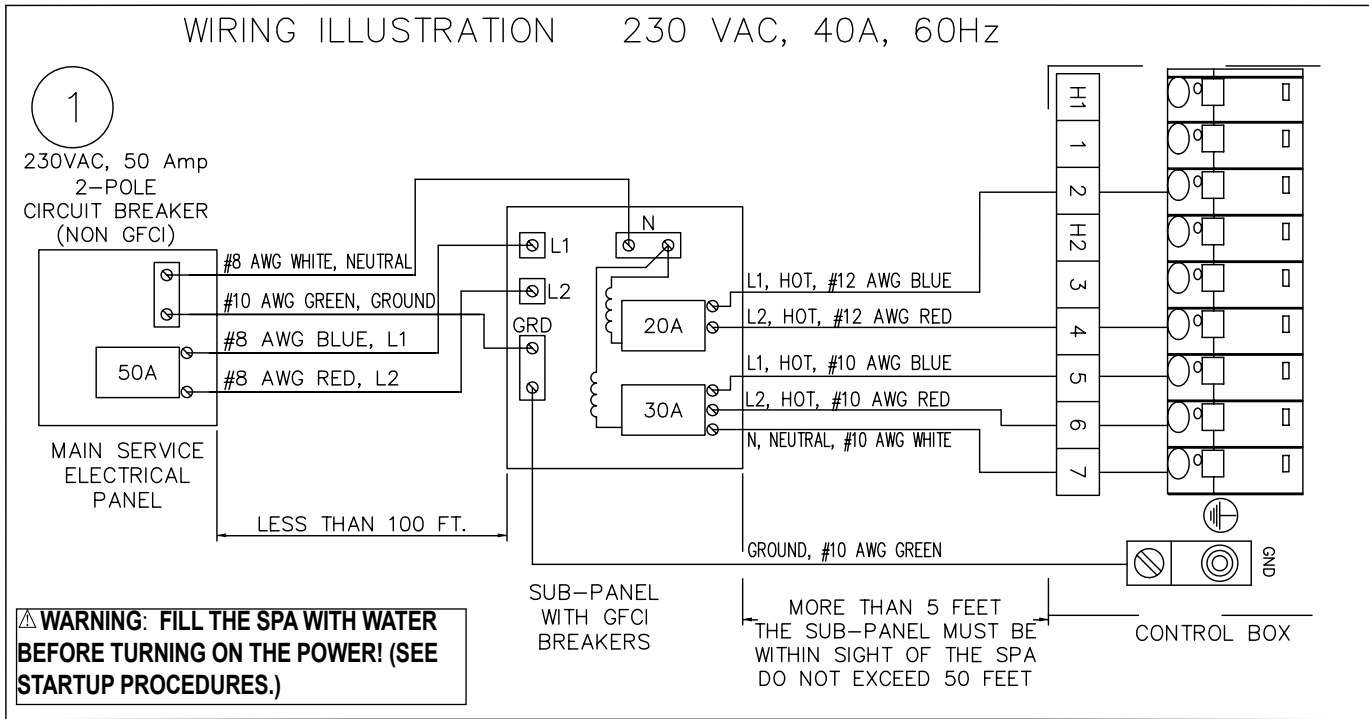 WIRING ILLUSTRATION 230 VAC, 40A, 60Hz
1
230VAC, 50 Amp
2-POLE
CIRCUIT BREAKER
(NON GFCI)
50A
MAIN SERVICE
ELECTRICAL
PANEL
#8 AWG WHITE, NEUTRAL
#10 AWG GREEN, GROUND
#8 AWG BLUE, L1
#8 AWG RED, L2
LESS THAN 100 FT.
L1
L2
GRD
N
20A
30A
SUB-PANEL
WITH GFCI
BREAKERS
L1, HOT, #12 AWG BLUE
L2, HOT, #12 AWG RED
L1, HOT, #10 AWG BLUE
L2, HOT, #10 AWG RED
N, NEUTRAL, #10 AWG WHITE
GROUND, #10 AWG GREEN
MORE THAN 5 FEET
THE SUB-PANEL MUST BE
WITHIN SIGHT OF THE SPA
DO NOT EXCEED 50 FEET
H1
1
2
H2
3
4
5
6
7
GND
CONTROL BOX
⚠ WARNING: FILL THE SPA WITH WATER
BEFORE TURNING ON THE POWER! (SEE
STARTUP PROCEDURES.)